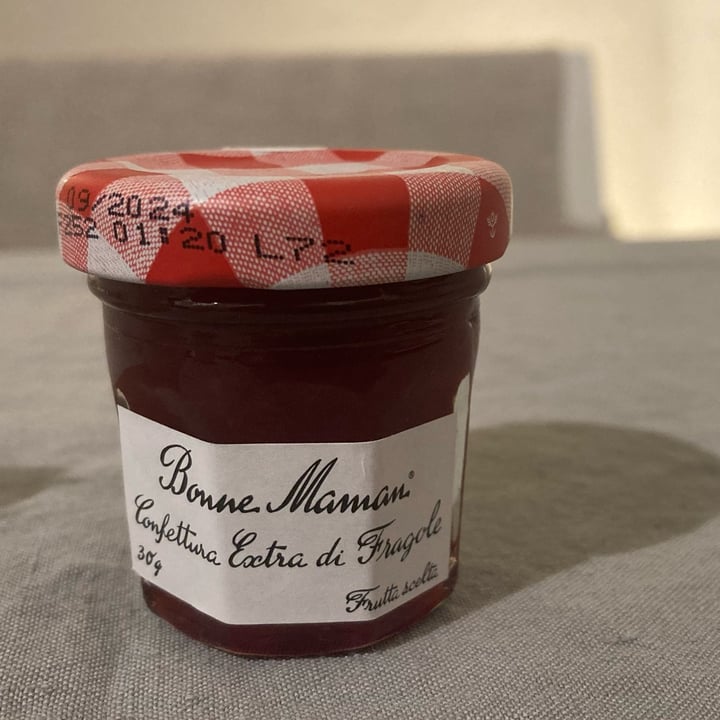 09/2024
252 01:20 L72
Bonne Maman®
Confettura Extra di Fragole
30g
Frutta scelta